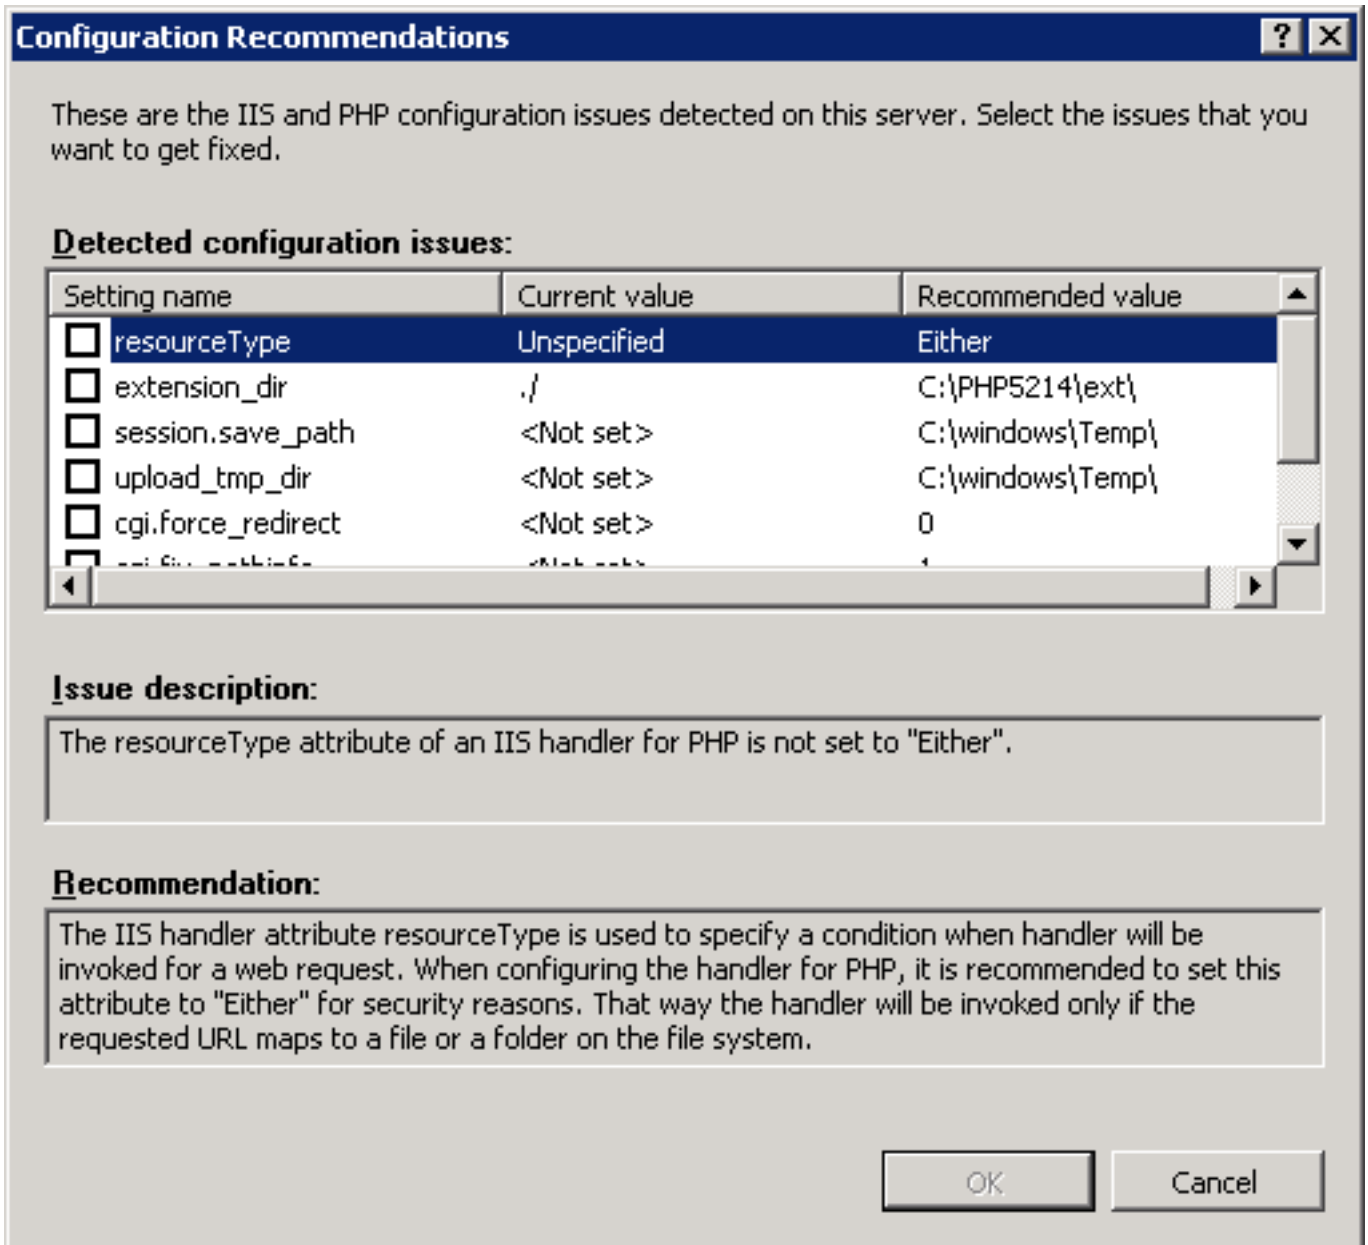 Configuration Recommendations
These are the IIS and PHP configuration issues detected on this server. Select the issues that you
want to get fixed.
Detected configuration issues:
Setting name Current value Recommended value
resourceType Unspecified Either
extension_dir ./ C:\PHP5214\ext\
session.save_path <Not set> C:\windows\Temp\
upload_tmp_dir <Not set> C:\windows\Temp\
cgi.force_redirect <Not set> 0
Issue description:
The resourceType attribute of an IIS handler for PHP is not set to "Either".
Recommendation:
The IIS handler attribute resourceType is used to specify a condition when handler will be
invoked for a web request. When configuring the handler for PHP, it is recommended to set this
attribute to "Either" for security reasons. That way the handler will be invoked only if the
requested URL maps to a file or a folder on the file system.
OK Cancel